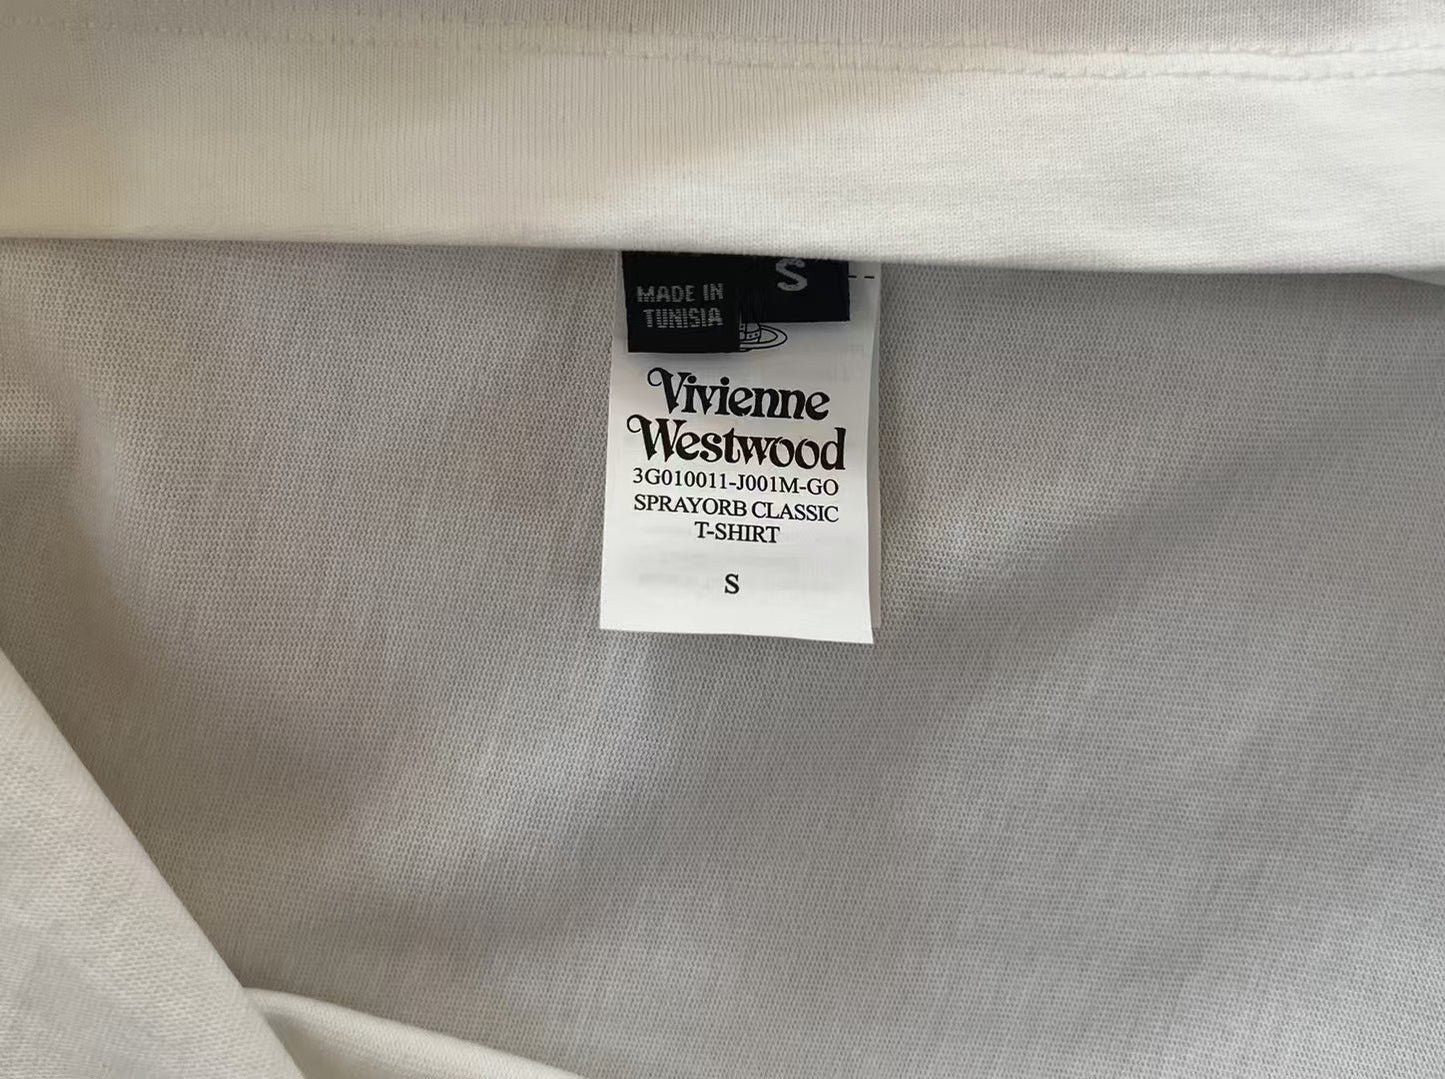 S
MADE IN
TUNISIA
Vivienne
Westwood
3G010011-J001M-GO
SPRAYORB CLASSIC
T-SHIRT
S